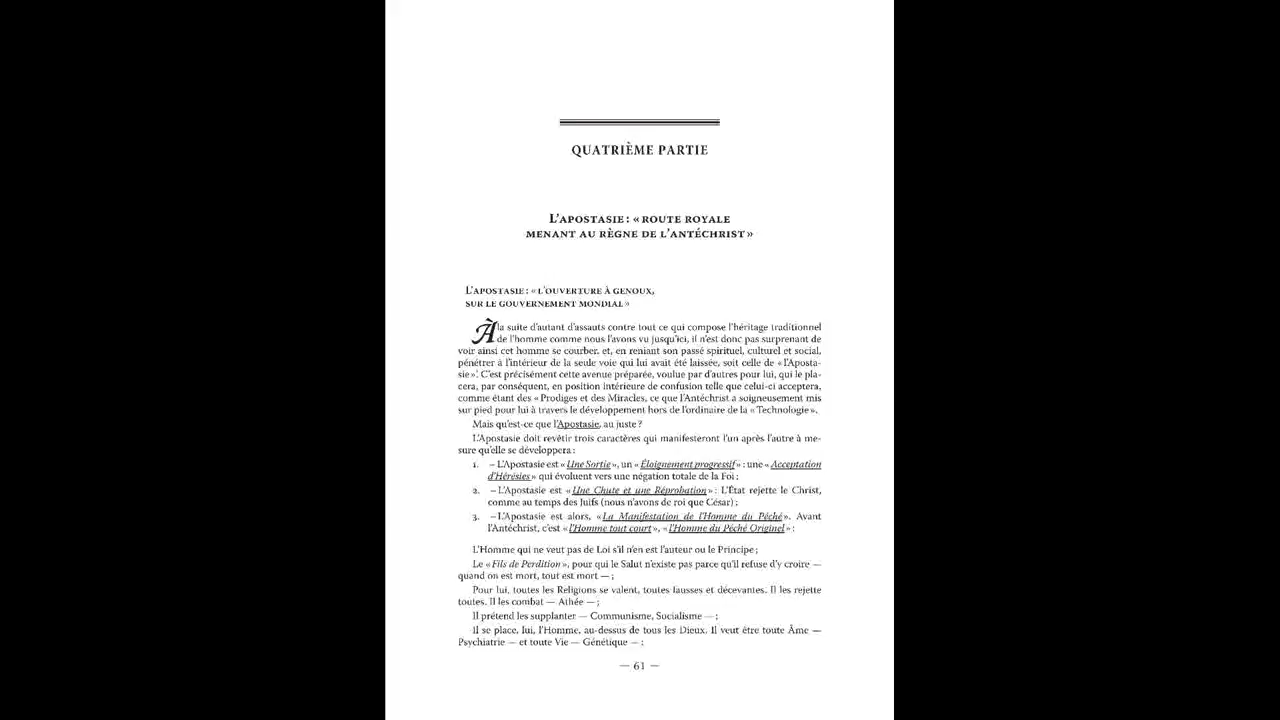 QUATRIÈME PARTIE
L'APOSTASIE : « ROUTE ROYALE
MENANT AU RÈGNE DE L'ANTÉCHRIST »
L'APOSTASIE : « L'OUVERTURE À GENOUX,
SUR LE GOUVERNEMENT MONDIAL »
À la suite d'autant d'assauts contre tout ce qui compose l'héritage traditionnel
de l'homme comme nous l'avons vu jusqu'ici, il n'est donc pas surprenant de
voir ainsi cet homme se courber, et, en reniant son passé spirituel, culturel et social,
pénétrer à l'intérieur de la seule voie qui lui avait été laissée, soit celle de « l'Aposta-
sie ». C'est précisément cette avenue préparée, voulue par d'autres pour lui, qui le pla-
cera, par conséquent, en position intérieure de confusion telle que celui-ci acceptera,
comme étant des « Prodiges et des Miracles, ce que l'Antéchrist a soigneusement mis
sur pied pour lui à travers le développement hors de l'ordinaire de la « Technologie ».
Mais qu'est-ce que l'Apostasie, au juste ?
L'Apostasie doit revêtir trois caractères qui manifesteront l'un après l'autre à me-
sure qu'elle se développera :
1. – L'Apostasie est « Une Sortie », un « Éloignement progressif » : une « Acceptation
d'Hérésies » qui évoluent vers une négation totale de la Foi ;
2. – L'Apostasie est « Une Chute et une Réprobation » : L'État rejette le Christ,
comme au temps des Juifs (nous n'avons de roi que César) ;
3. – L'Apostasie est alors, « La Manifestation de l'Homme du Péché ». Avant
l'Antéchrist, c'est « l'Homme tout court », « l'Homme du Péché Originel » :
L'Homme qui ne veut pas de Loi s'il n'en est l'auteur ou le Principe ;
Le « Fils de Perdition », pour qui le Salut n'existe pas parce qu'il refuse d'y croire —
quand on est mort, tout est mort — ;
Pour lui, toutes les Religions se valent, toutes fausses et décevantes. Il les rejette
toutes. Il les combat — Athée — ;
Il prétend les supplanter — Communisme, Socialisme — ;
Il se place, lui, l'Homme, au-dessus de tous les Dieux. Il veut être toute Âme —
Psychiatrie — et toute Vie — Génétique — ;
— 61 —